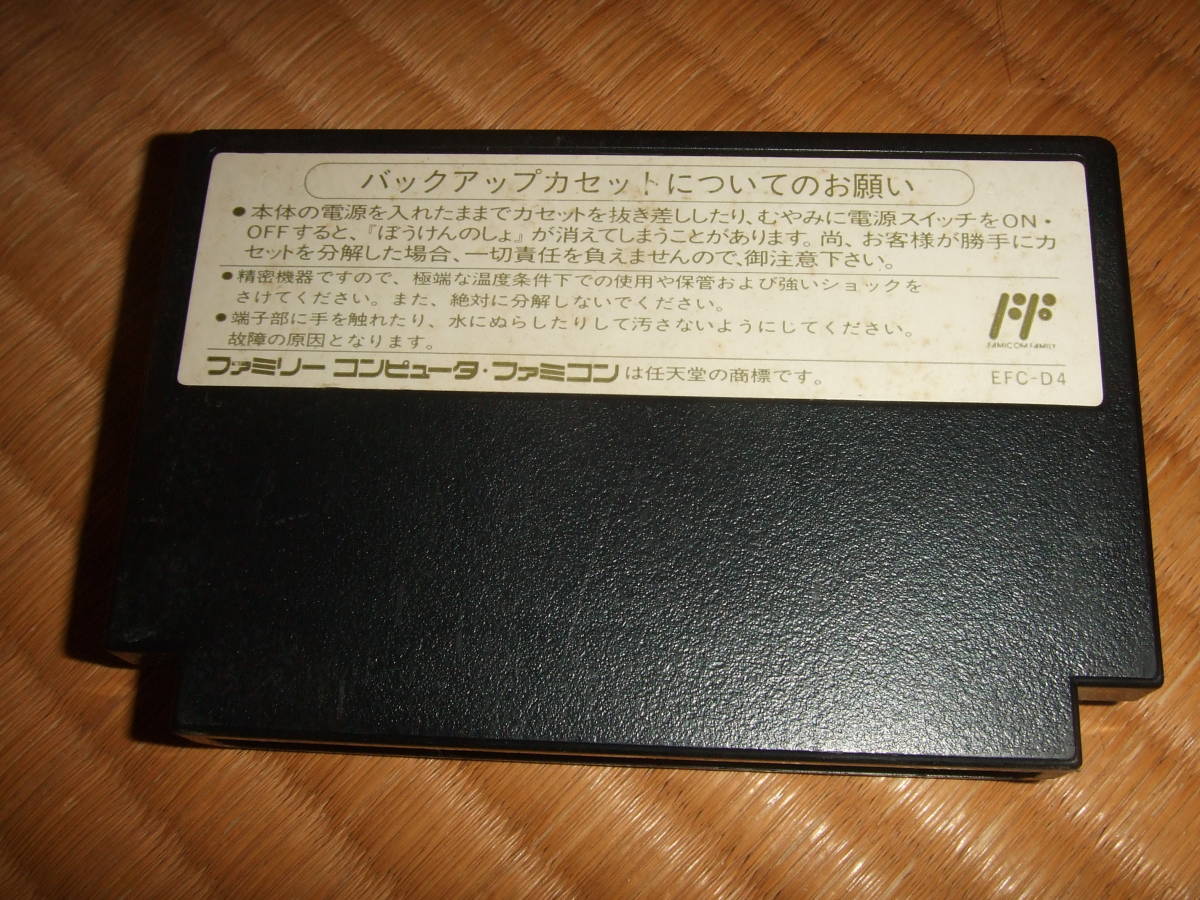 バックアップカセットについてのお願い
●本体の電源を入れたままでカセットを抜き差ししたり、むやみに電源スイッチをON・
OFFすると、『ぼうけんのしょ』が消えてしまうことがあります。尚、お客様が勝手にカ
セットを分解した場合、一切責任を負えませんので、御注意下さい。
●精密機器ですので、極端な温度条件下での使用や保管および強いショックを
さけてください。また、絶対に分解しないでください。
●端子部に手を触れたり、水にぬらしたりして汚さないようにしてください。
故障の原因となります。
FAMICOM FAMILY
ファミリー コンピュータ・ファミコンは任天堂の商標です。
EFC-D4